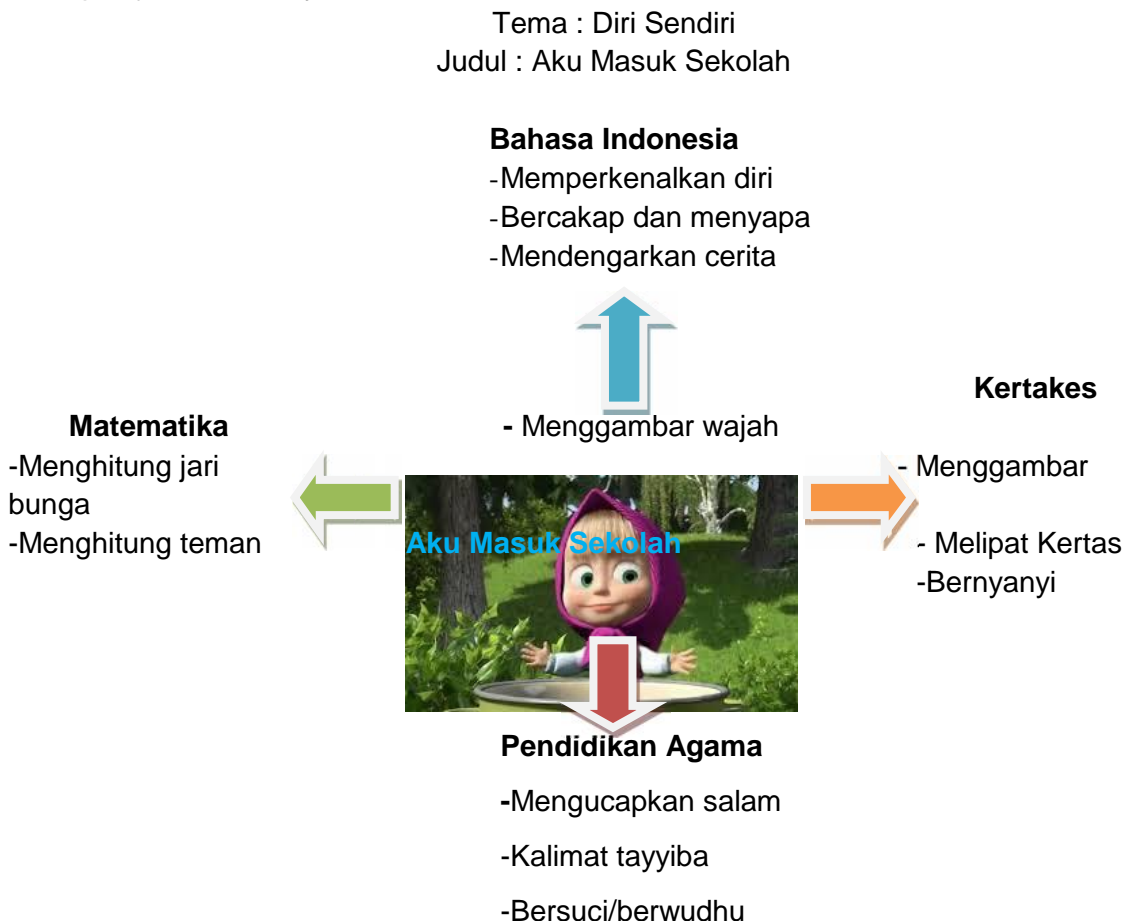 Tema : Diri Sendiri
Judul : Aku Masuk Sekolah
Bahasa Indonesia
-Memperkenalkan diri
-Bercakap dan menyapa
-Mendengarkan cerita
Kertakes
Matematika
- Menggambar wajah
-Menghitung jari
bunga
-Menghitung teman
- Menggambar
- Melipat Kertas
-Bernyanyi
Aku Masuk Sekolah
Pendidikan Agama
-Mengucapkan salam
-Kalimat tayyiba
-Bersuci/berwudhu